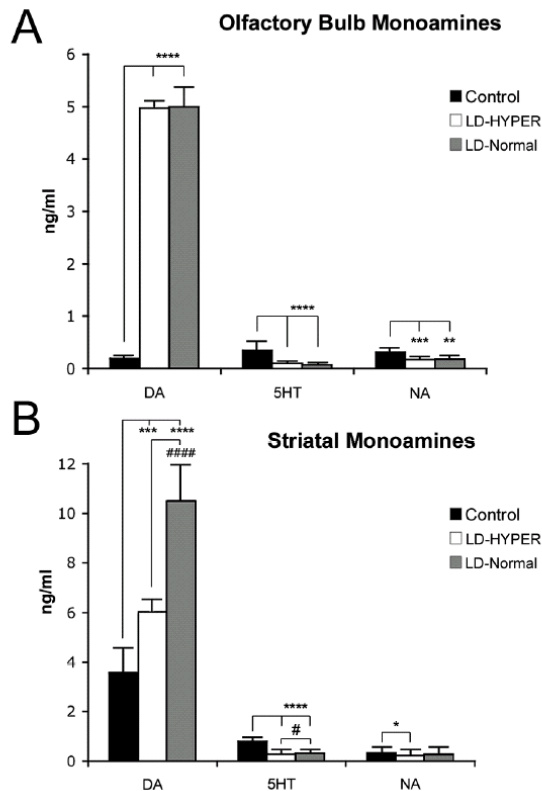 A
Olfactory Bulb Monoamines
6
5
4
3
2
1
0
ng/ml
****
****
*** **
Control
LD-HYPER
LD-Normal
DA 5HT NA
B
Striatal Monoamines
12
10
8
6
4
2
0
ng/ml
*** ****
####
****
#
*
Control
LD-HYPER
LD-Normal
DA 5HT NA